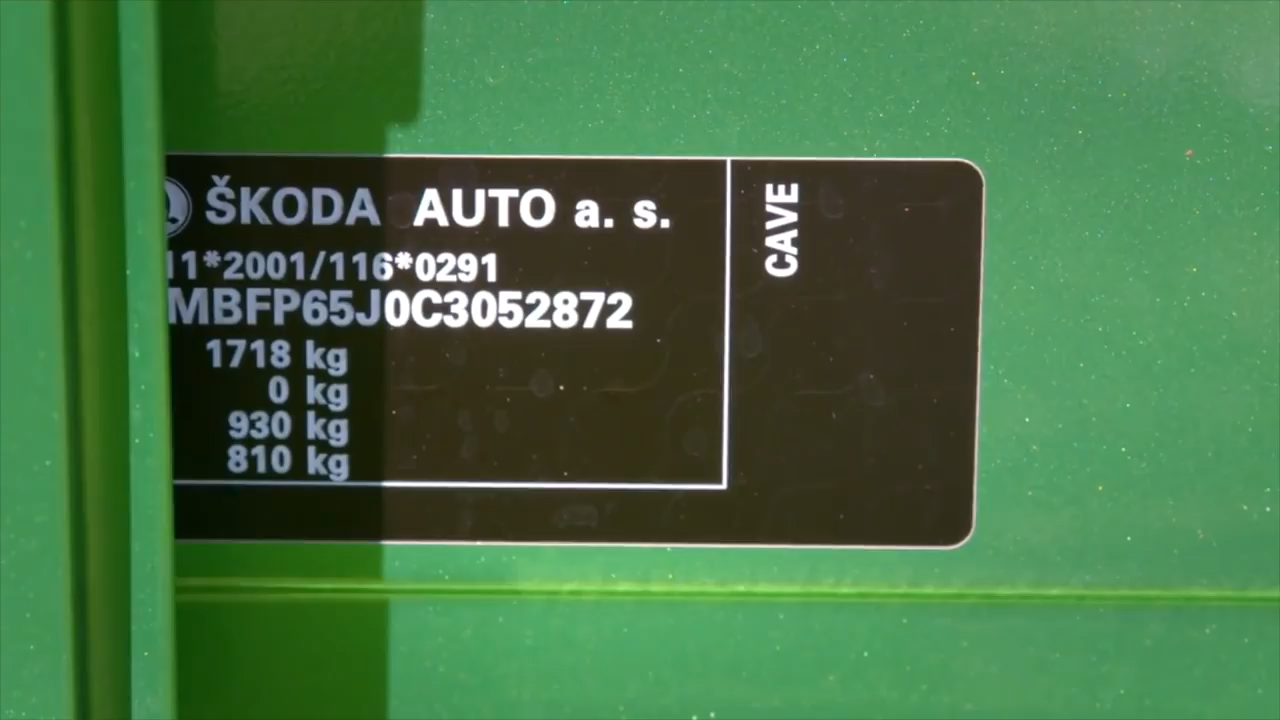 ŠKODA AUTO a. s.
11*2001/116*0291
MBFP65J0C3052872
1718 kg
0 kg
930 kg
810 kg
CAVE